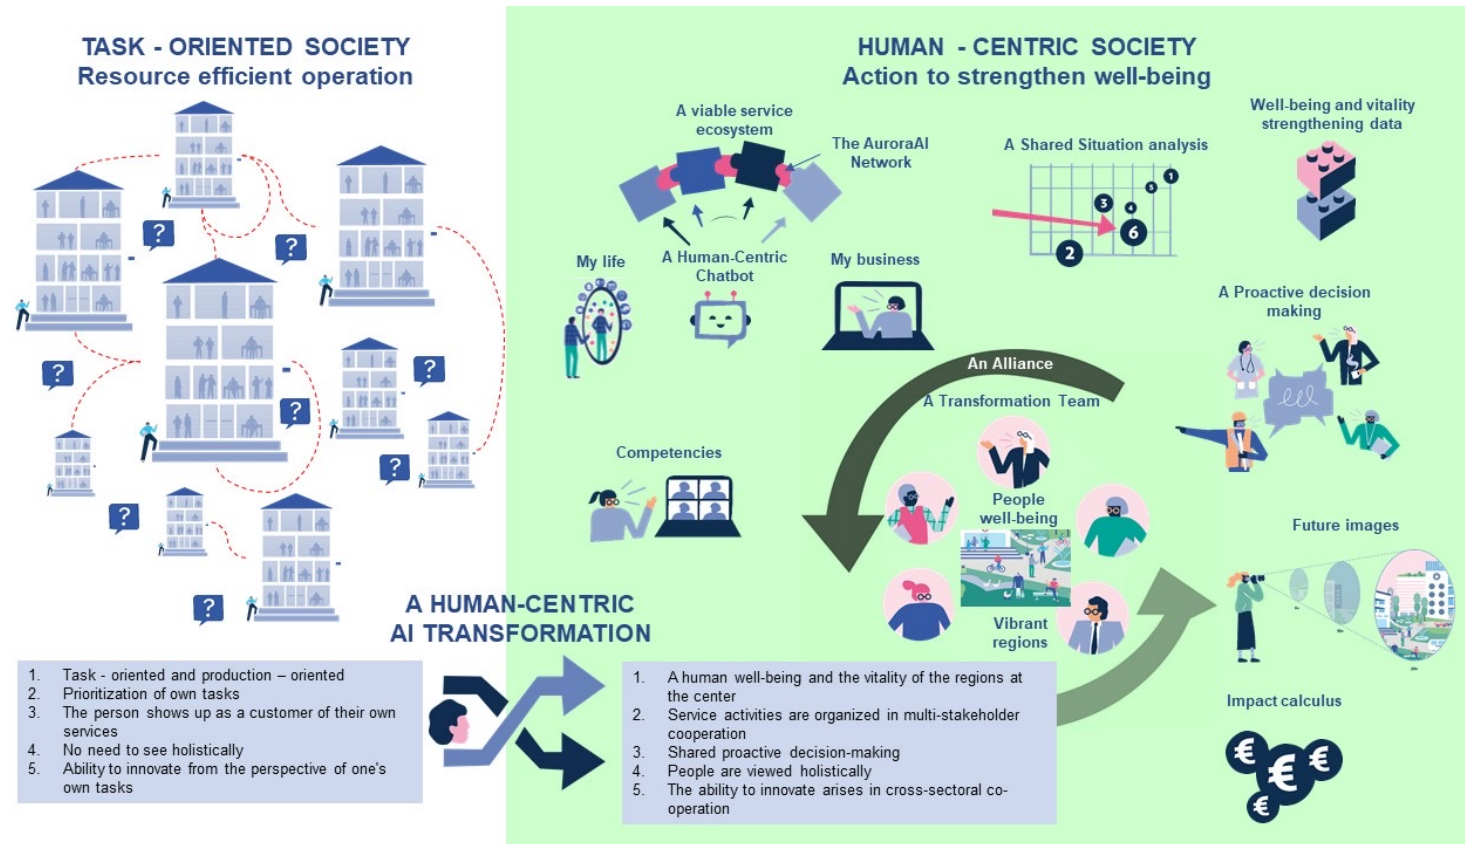 TASK - ORIENTED SOCIETY
Resource efficient operation
?
?
?
?
?
?
?
?
HUMAN - CENTRIC SOCIETY
Action to strengthen well-being
A viable service
ecosystem
The AuroraAI
Network
A Shared Situation analysis
1
5
3
4
6
2
Well-being and vitality
strengthening data
My life
A Human-Centric
Chatbot
My business
A Proactive decision
making
An Alliance
A Transformation Team
Competencies
People
well-being
Vibrant
regions
Future images
Impact calculus
€
€
€
€
A HUMAN-CENTRIC
AI TRANSFORMATION
1. Task - oriented and production – oriented
2. Prioritization of own tasks
3. The person shows up as a customer of their own
services
4. No need to see holistically
5. Ability to innovate from the perspective of one's
own tasks
1. A human well-being and the vitality of the regions at
the center
2. Service activities are organized in multi-stakeholder
cooperation
3. Shared proactive decision-making
4. People are viewed holistically
5. The ability to innovate arises in cross-sectoral co-
operation